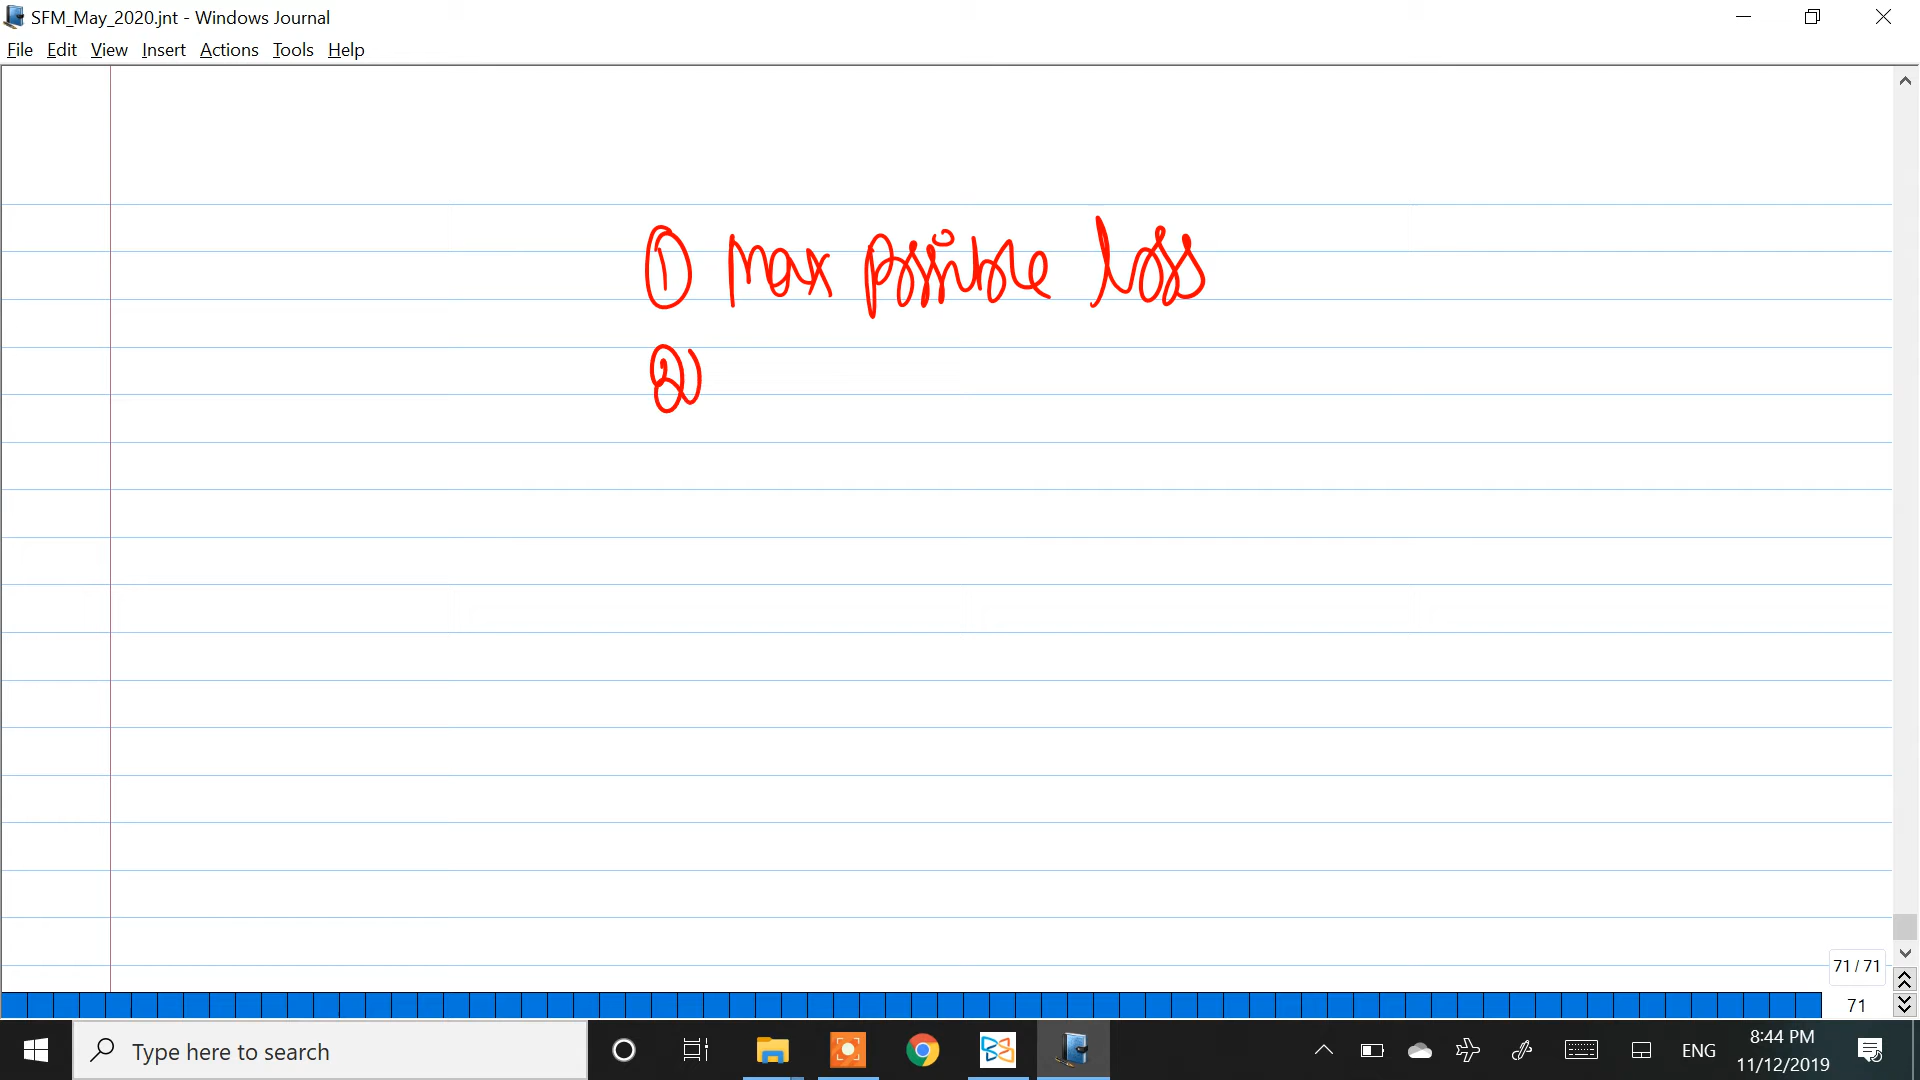 SFM_May_2020.jnt - Windows Journal
File Edit View Insert Actions Tools Help
① Max possible loss
②
71 / 71
71
Type here to search
ENG
8:44 PM
11/12/2019